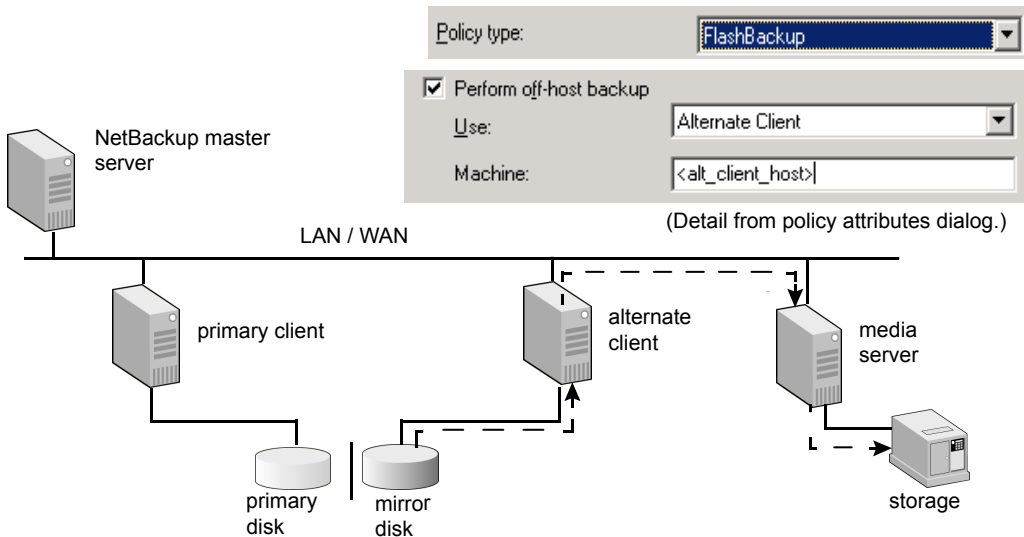 Policy type:
FlashBackup
Perform off-host backup
Use:
Alternate Client
Machine:
<alt_client_host>
(Detail from policy attributes dialog.)
NetBackup master
server
LAN / WAN
primary client
alternate
client
media
server
primary
disk
mirror
disk
storage